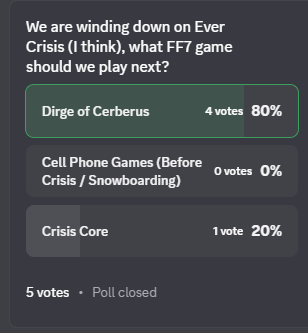 We are winding down on Ever
Crisis (I think), what FF7 game
should we play next?
Dirge of Cerberus 4 votes 80%
Cell Phone Games (Before
Crisis / Snowboarding) 0 votes 0%
Crisis Core 1 vote 20%
5 votes • Poll closed